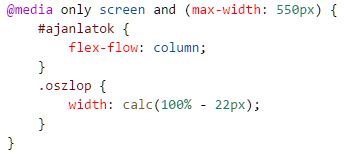 @media only screen and (max-width: 550px) {
    #ajanlatok {
        flex-flow: column;
    }
    .oszlop {
        width: calc(100% - 22px);
    }
}